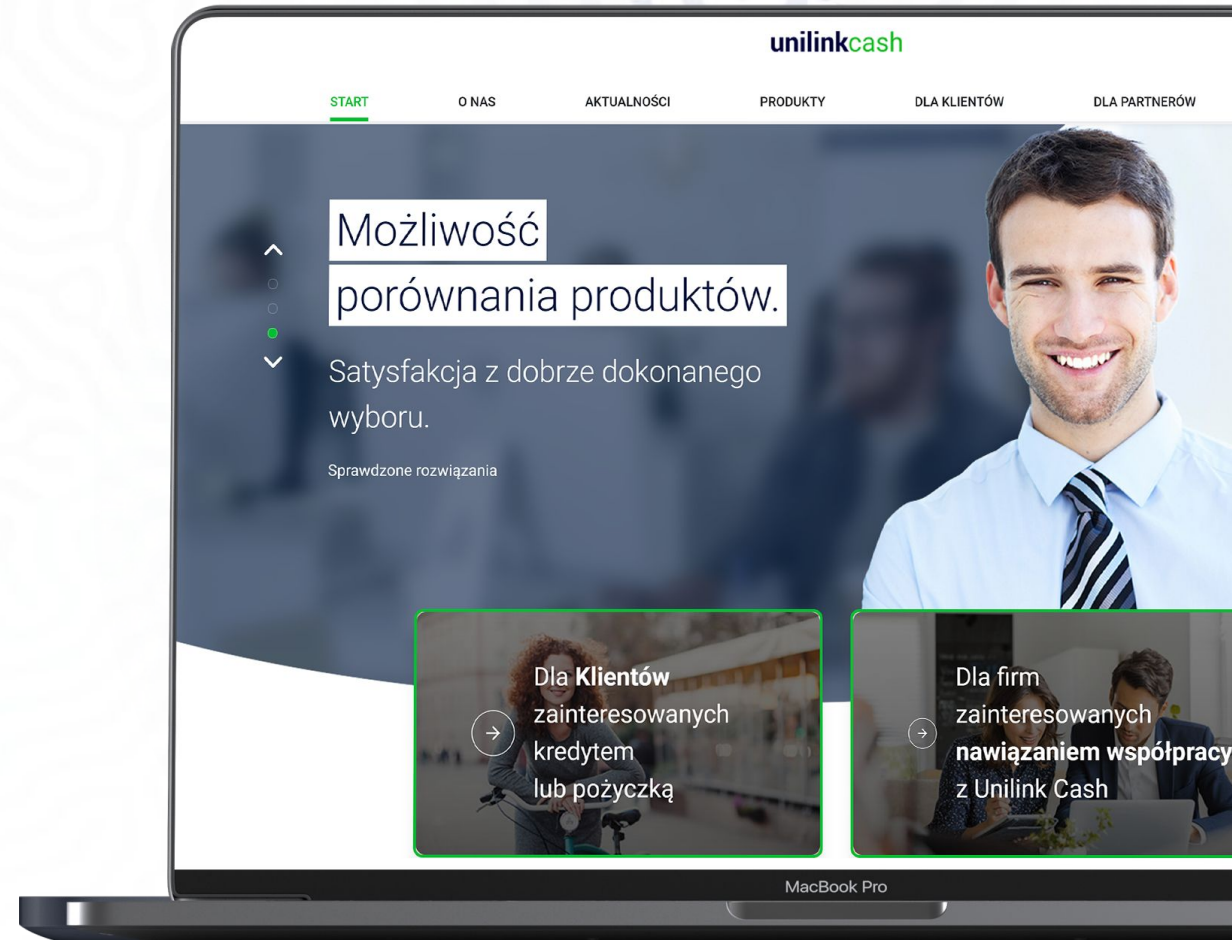 unilinkcash
START O NAS AKTUALNOŚCI PRODUKTY DLA KLIENTÓW DLA PARTNERÓW
Możliwość
porównania produktów.
Satysfakcja z dobrze dokonanego
wyboru.
Sprawdzone rozwiązania
Dla Klientów
zainteresowanych
kredytem
lub pożyczką
Dla firm
zainteresowanych
nawiązaniem współpracy
z Unilink Cash
MacBook Pro